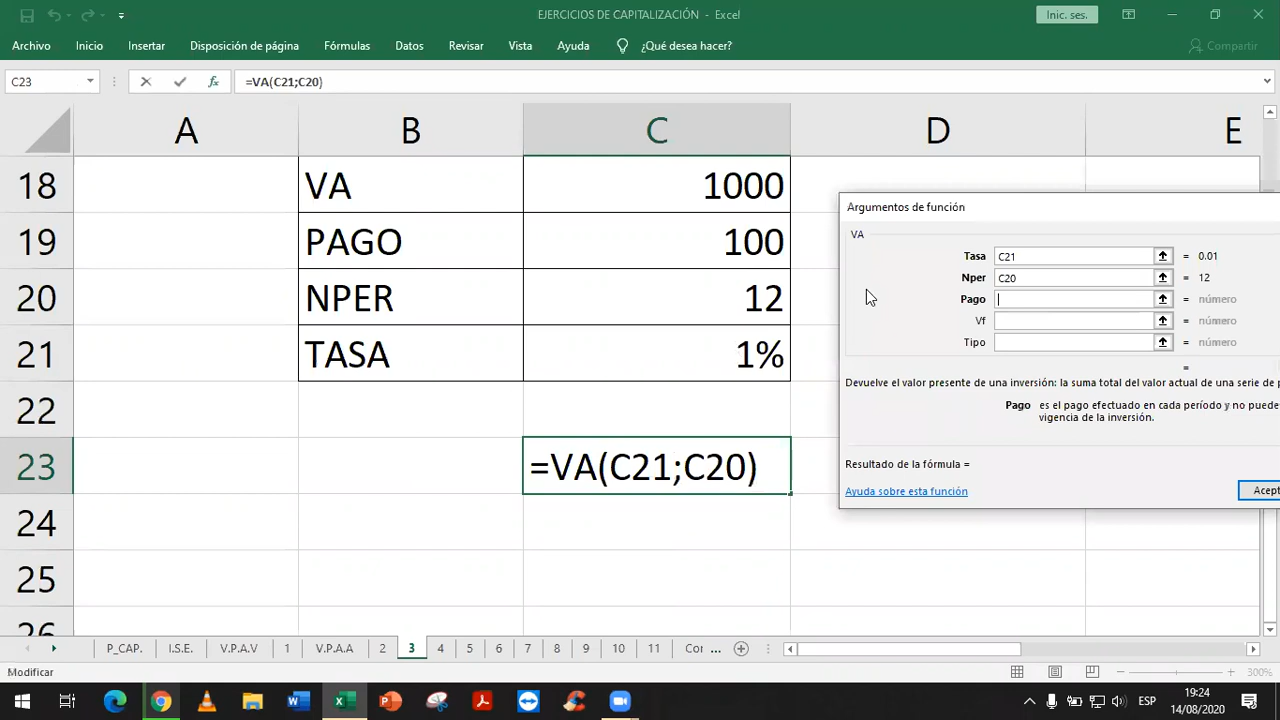 EJERCICIOS DE CAPITALIZACIÓN - Excel
Inic. ses.
Archivo Inicio Insertar Disposición de página Fórmulas Datos Revisar Vista Ayuda ¿Qué desea hacer? Compartir
C23 fx =VA(C21;C20)
A B C D E
18 VA 1000
19 PAGO 100
20 NPER 12
21 TASA 1%
22
23 =VA(C21;C20)
24
25
26
Argumentos de función
VA
Tasa C21 = 0.01
Nper C20 = 12
Pago = número
Vf = número
Tipo = número
=
Devuelve el valor presente de una inversión: la suma total del valor actual de una serie de p
Pago es el pago efectuado en cada período y no puede
vigencia de la inversión.
Resultado de la fórmula =
Ayuda sobre esta función
Acept
P_CAP. I.S.E. V.P.A.V 1 V.P.A.A 2 3 4 5 6 7 8 9 10 11 Cor ...
Modificar
300%
ESP
19:24
14/08/2020